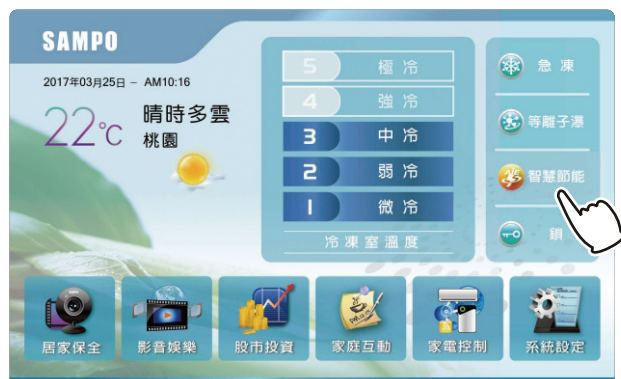 SAMPO
2017年03月25日 － AM10:16
22°C
晴時多雲
桃園
5 極冷
4 強冷
3 中冷
2 弱冷
1 微冷
冷凍室溫度
急凍
等離子瀑
智慧節能
鎖
居家保全
影音娛樂
股市投資
家庭互動
家電控制
系統設定